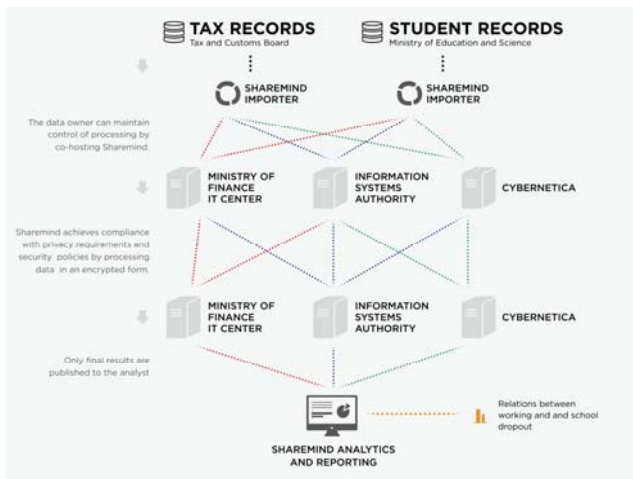 TAX RECORDS
Tax and Customs Board
STUDENT RECORDS
Ministry of Education and Science
SHAREMIND
IMPORTER
SHAREMIND
IMPORTER
The data owner can maintain
control of processing by
co-hosting Sharemind.
MINISTRY OF
FINANCE
IT CENTER
INFORMATION
SYSTEMS
AUTHORITY
CYBERNETICA
Sharemind achieves compliance
with privacy requirements end
security policies by processing
data in an encrypted form.
MINISTRY OF
FINANCE
IT CENTER
INFORMATION
SYSTEMS
AUTHORITY
CYBERNETICA
Only final results are
published to the analyst
Relations between
working and and school
dropout
SHAREMIND ANALYTICS
AND REPORTING